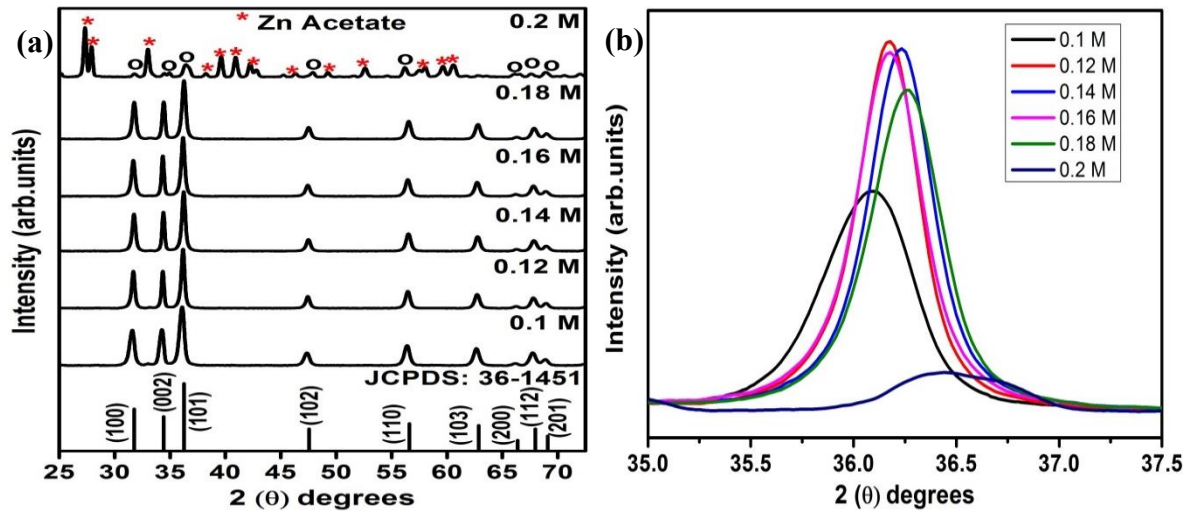 (a)
* Zn Acetate
0.2 M
0.18 M
0.16 M
0.14 M
0.12 M
0.1 M
JCPDS: 36-1451
(100)
(002)
(101)
(102)
(110)
(103)
(200)
(112)
(201)
25 30 35 40 45 50 55 60 65 70
2 (θ) degrees
Intensity (arb.units)
(b)
0.1 M
0.12 M
0.14 M
0.16 M
0.18 M
0.2 M
35.0 35.5 36.0 36.5 37.0 37.5
2 (θ) degrees
Intensity (arb.units)